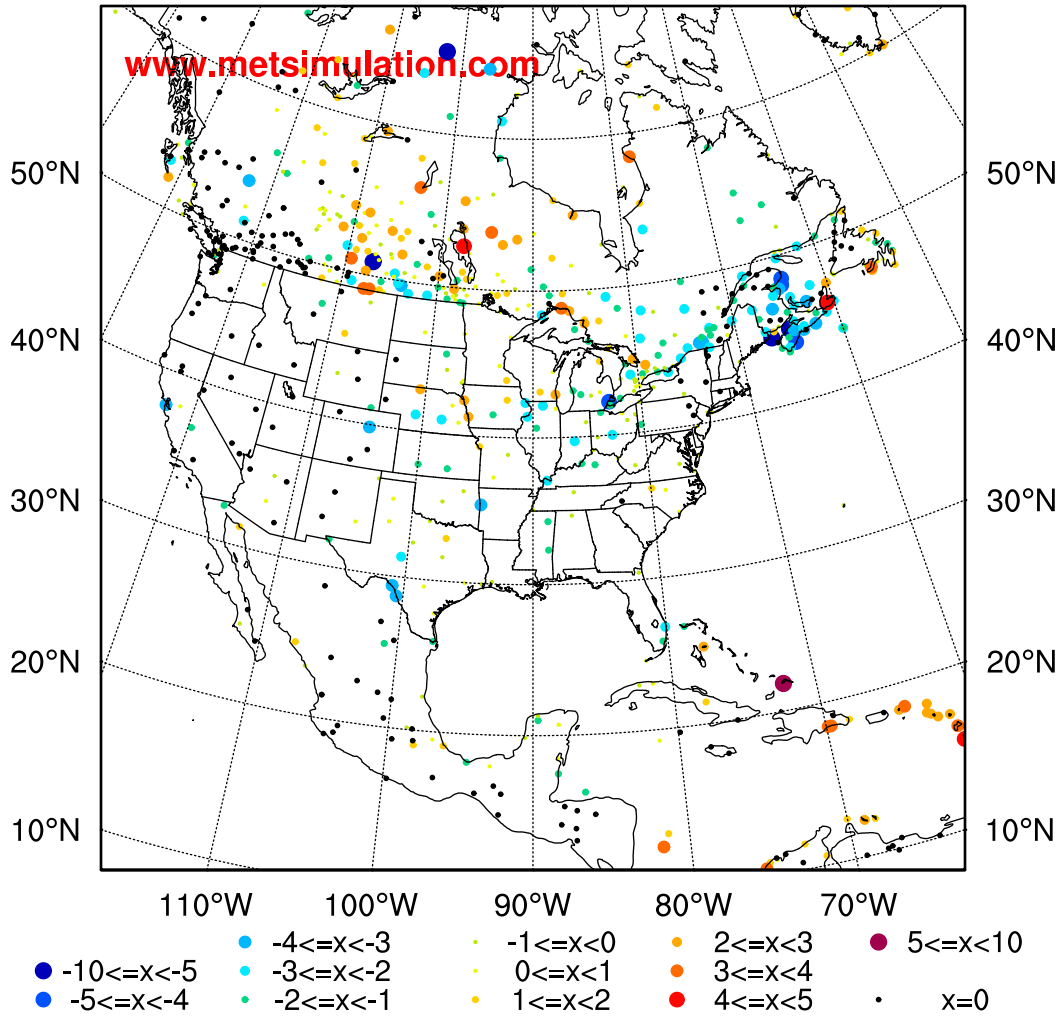 www.metsimulation.com
50°N 50°N
40°N 40°N
30°N 30°N
20°N 20°N
10°N 10°N
110°W 100°W 90°W 80°W 70°W
-4<=x<-3 -1<=x<0 2<=x<3 5<=x<10
-10<=x<-5 -3<=x<-2 0<=x<1 3<=x<4
-5<=x<-4 -2<=x<-1 1<=x<2 4<=x<5 x=0